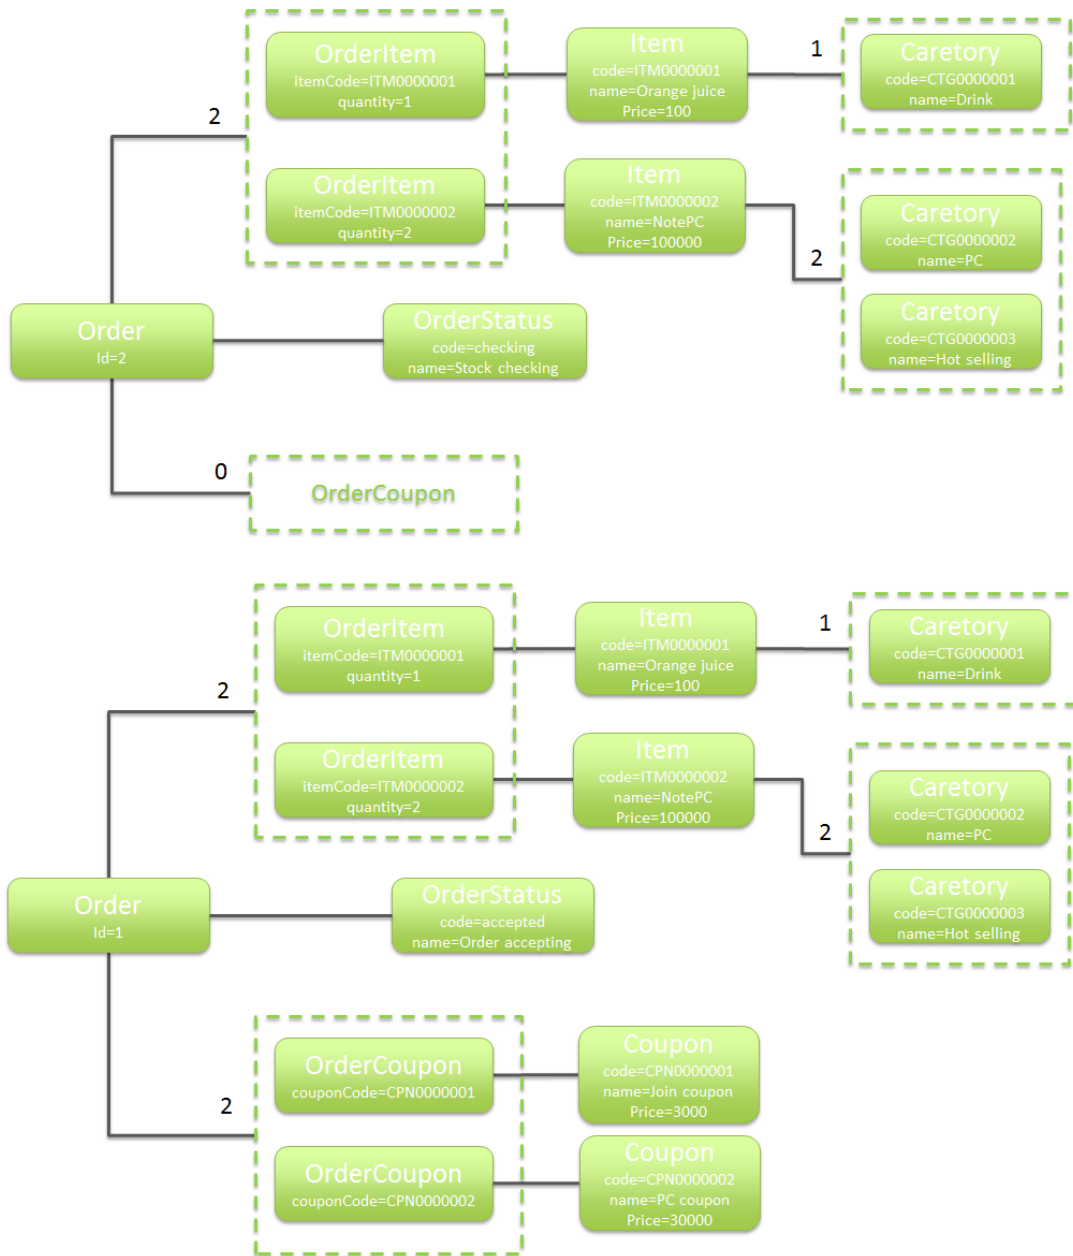 OrderItem
itemCode=ITM0000001
quantity=1
Item
code=ITM0000001
name=Orange juice
Price=100
1
Caretory
code=CTG0000001
name=Drink
2
OrderItem
itemCode=ITM0000002
quantity=2
Item
code=ITM0000002
name=NotePC
Price=100000
2
Caretory
code=CTG0000002
name=PC
Caretory
code=CTG0000003
name=Hot selling
Order
Id=2
OrderStatus
code=checking
name=Stock checking
0
OrderCoupon
OrderItem
itemCode=ITM0000001
quantity=1
Item
code=ITM0000001
name=Orange juice
Price=100
1
Caretory
code=CTG0000001
name=Drink
2
OrderItem
itemCode=ITM0000002
quantity=2
Item
code=ITM0000002
name=NotePC
Price=100000
2
Caretory
code=CTG0000002
name=PC
Caretory
code=CTG0000003
name=Hot selling
Order
Id=1
OrderStatus
code=accepted
name=Order accepting
2
OrderCoupon
couponCode=CPN0000001
Coupon
code=CPN0000001
name=Join coupon
Price=3000
OrderCoupon
couponCode=CPN0000002
Coupon
code=CPN0000002
name=PC coupon
Price=30000